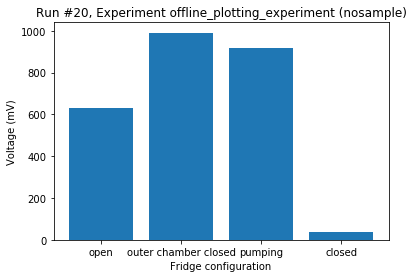 Run #20, Experiment offline_plotting_experiment (nosample)
1000
800
600
400
200
0
Voltage (mV)
open outer chamber closed pumping closed
Fridge configuration